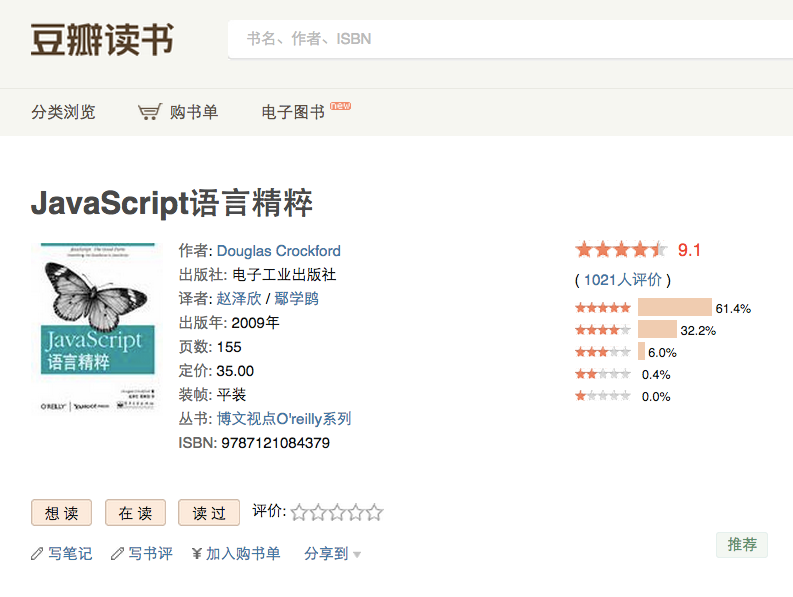 豆瓣读书
书名、作者、ISBN
分类浏览 购书单 电子图书 new
JavaScript语言精粹
JavaScript
语言精粹
O'REILLY
作者: Douglas Crockford
出版社: 电子工业出版社
译者: 赵泽欣 / 鄢学鹍
出版年: 2009年
页数: 155
定价: 35.00
装帧: 平装
丛书: 博文视点O'reilly系列
ISBN: 9787121084379
9.1
( 1021人评价 )
61.4%
32.2%
6.0%
0.4%
0.0%
想 读 在 读 读 过 评价:
写笔记 写书评 ¥加入购书单 分享到
推荐